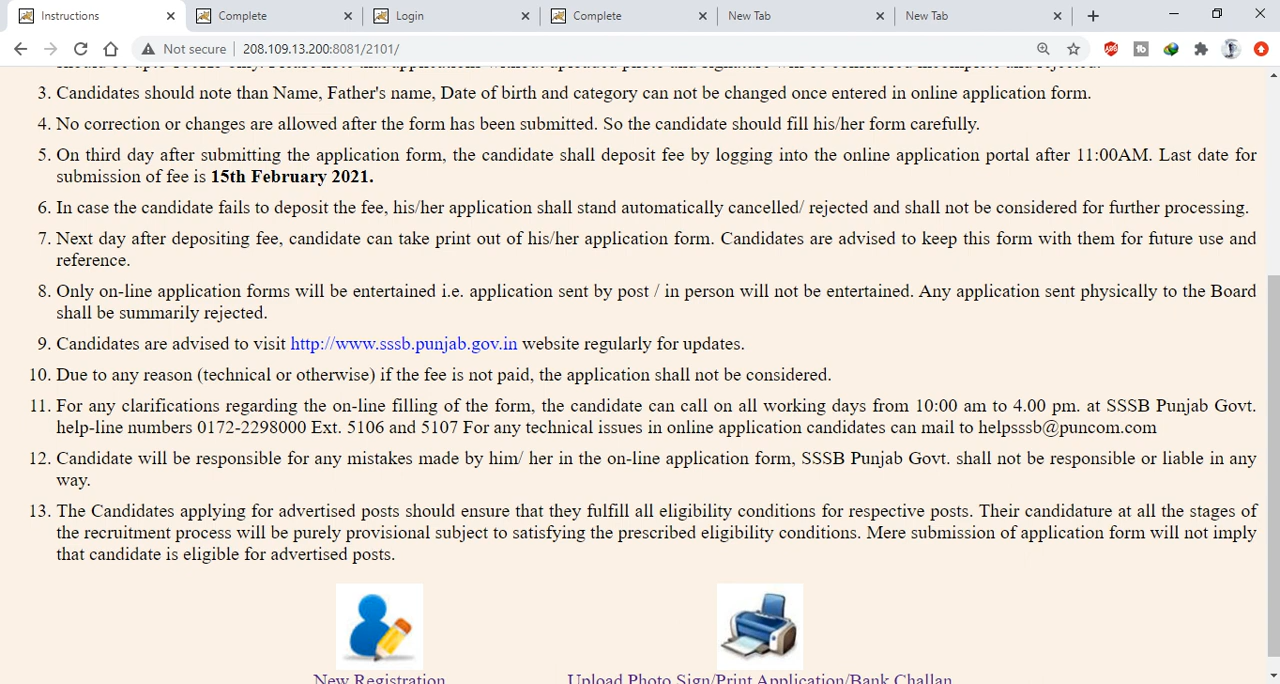 Instructions
Complete
Login
Complete
New Tab
New Tab
Not secure
208.109.13.200:8081/2101/
3. Candidates should note than Name, Father's name, Date of birth and category can not be changed once entered in online application form.
4. No correction or changes are allowed after the form has been submitted. So the candidate should fill his/her form carefully.
5. On third day after submitting the application form, the candidate shall deposit fee by logging into the online application portal after 11:00AM. Last date for
submission of fee is 15th February 2021.
6. In case the candidate fails to deposit the fee, his/her application shall stand automatically cancelled/ rejected and shall not be considered for further processing.
7. Next day after depositing fee, candidate can take print out of his/her application form. Candidates are advised to keep this form with them for future use and
reference.
8. Only on-line application forms will be entertained i.e. application sent by post / in person will not be entertained. Any application sent physically to the Board
shall be summarily rejected.
9. Candidates are advised to visit http://www.sssb.punjab.gov.in website regularly for updates.
10. Due to any reason (technical or otherwise) if the fee is not paid, the application shall not be considered.
11. For any clarifications regarding the on-line filling of the form, the candidate can call on all working days from 10:00 am to 4.00 pm. at SSSB Punjab Govt.
help-line numbers 0172-2298000 Ext. 5106 and 5107 For any technical issues in online application candidates can mail to helpsssb@puncom.com
12. Candidate will be responsible for any mistakes made by him/ her in the on-line application form, SSSB Punjab Govt. shall not be responsible or liable in any
way.
13. The Candidates applying for advertised posts should ensure that they fulfill all eligibility conditions for respective posts. Their candidature at all the stages of
the recruitment process will be purely provisional subject to satisfying the prescribed eligibility conditions. Mere submission of application form will not imply
that candidate is eligible for advertised posts.
New Registration
Upload Photo Sign/Print Application/Bank Challan